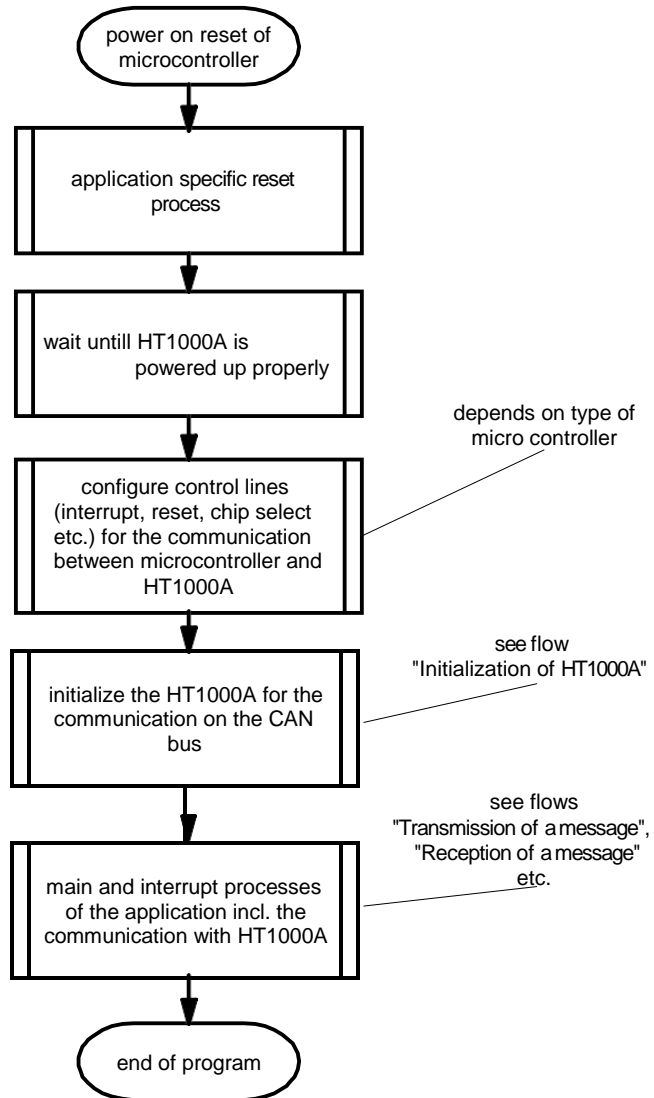 power on reset of
microcontroller
application specific reset
process
wait untill HT1000A is
powered up properly
depends on type of
micro controller
configure control lines
(interrupt, reset, chip select
etc.) for the communication
between microcontroller and
HT1000A
see flow
"Initialization of HT1000A"
initialize the HT1000A for the
communication on the CAN
bus
see flows
"Transmission of a message",
"Reception of a message"
etc.
main and interrupt processes
of the application incl. the
communication with HT1000A
end of program